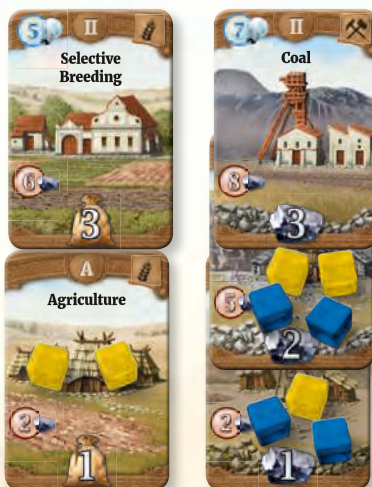 5 II
Selective
Breeding
6
3
7 II
Coal
8
3
A
Agriculture
2
1
5
2
2
1